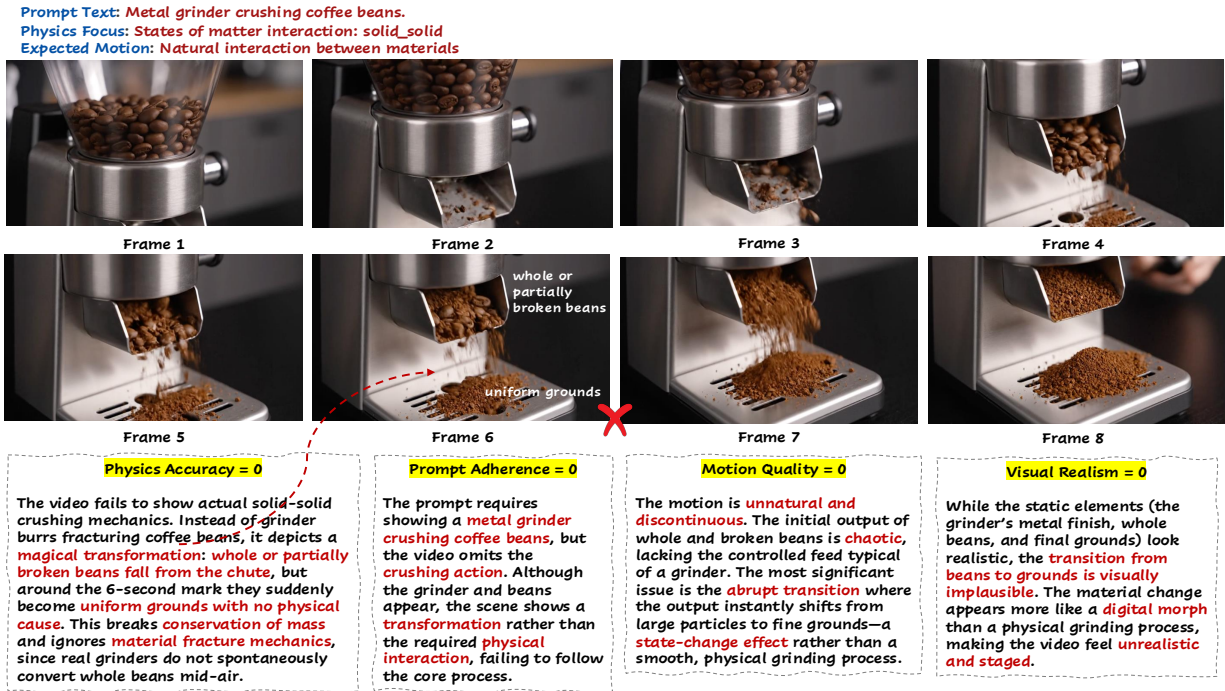 Prompt Text: Metal grinder crushing coffee beans.
Physics Focus: States of matter interaction: solid_solid
Expected Motion: Natural interaction between materials
Frame 1
Frame 2
Frame 3
Frame 4
whole or
partially
broken beans
uniform grounds
Frame 5
Frame 6
Frame 7
Frame 8
Physics Accuracy = 0
The video fails to show actual solid-solid
crushing mechanics. Instead of grinder
burrs fracturing coffee beans, it depicts a
magical transformation: whole or partially
broken beans fall from the chute, but
around the 6-second mark they suddenly
become uniform grounds with no physical
cause. This breaks conservation of mass
and ignores material fracture mechanics,
since real grinders do not spontaneously
convert whole beans mid-air.
Prompt Adherence = 0
The prompt requires
showing a metal grinder
crushing coffee beans, but
the video omits the
crushing action. Although
the grinder and beans
appear, the scene shows a
transformation rather than
the required physical
interaction, failing to follow
the core process.
Motion Quality = 0
The motion is unnatural and
discontinuous. The initial output of
whole and broken beans is chaotic,
lacking the controlled feed typical
of a grinder. The most significant
issue is the abrupt transition where
the output instantly shifts from
large particles to fine grounds—a
state-change effect rather than a
smooth, physical grinding process.
Visual Realism = 0
While the static elements (the
grinder's metal finish, whole
beans, and final grounds) look
realistic, the transition from
beans to grounds is visually
implausible. The material change
appears more like a digital morph
than a physical grinding process,
making the video feel unrealistic
and staged.